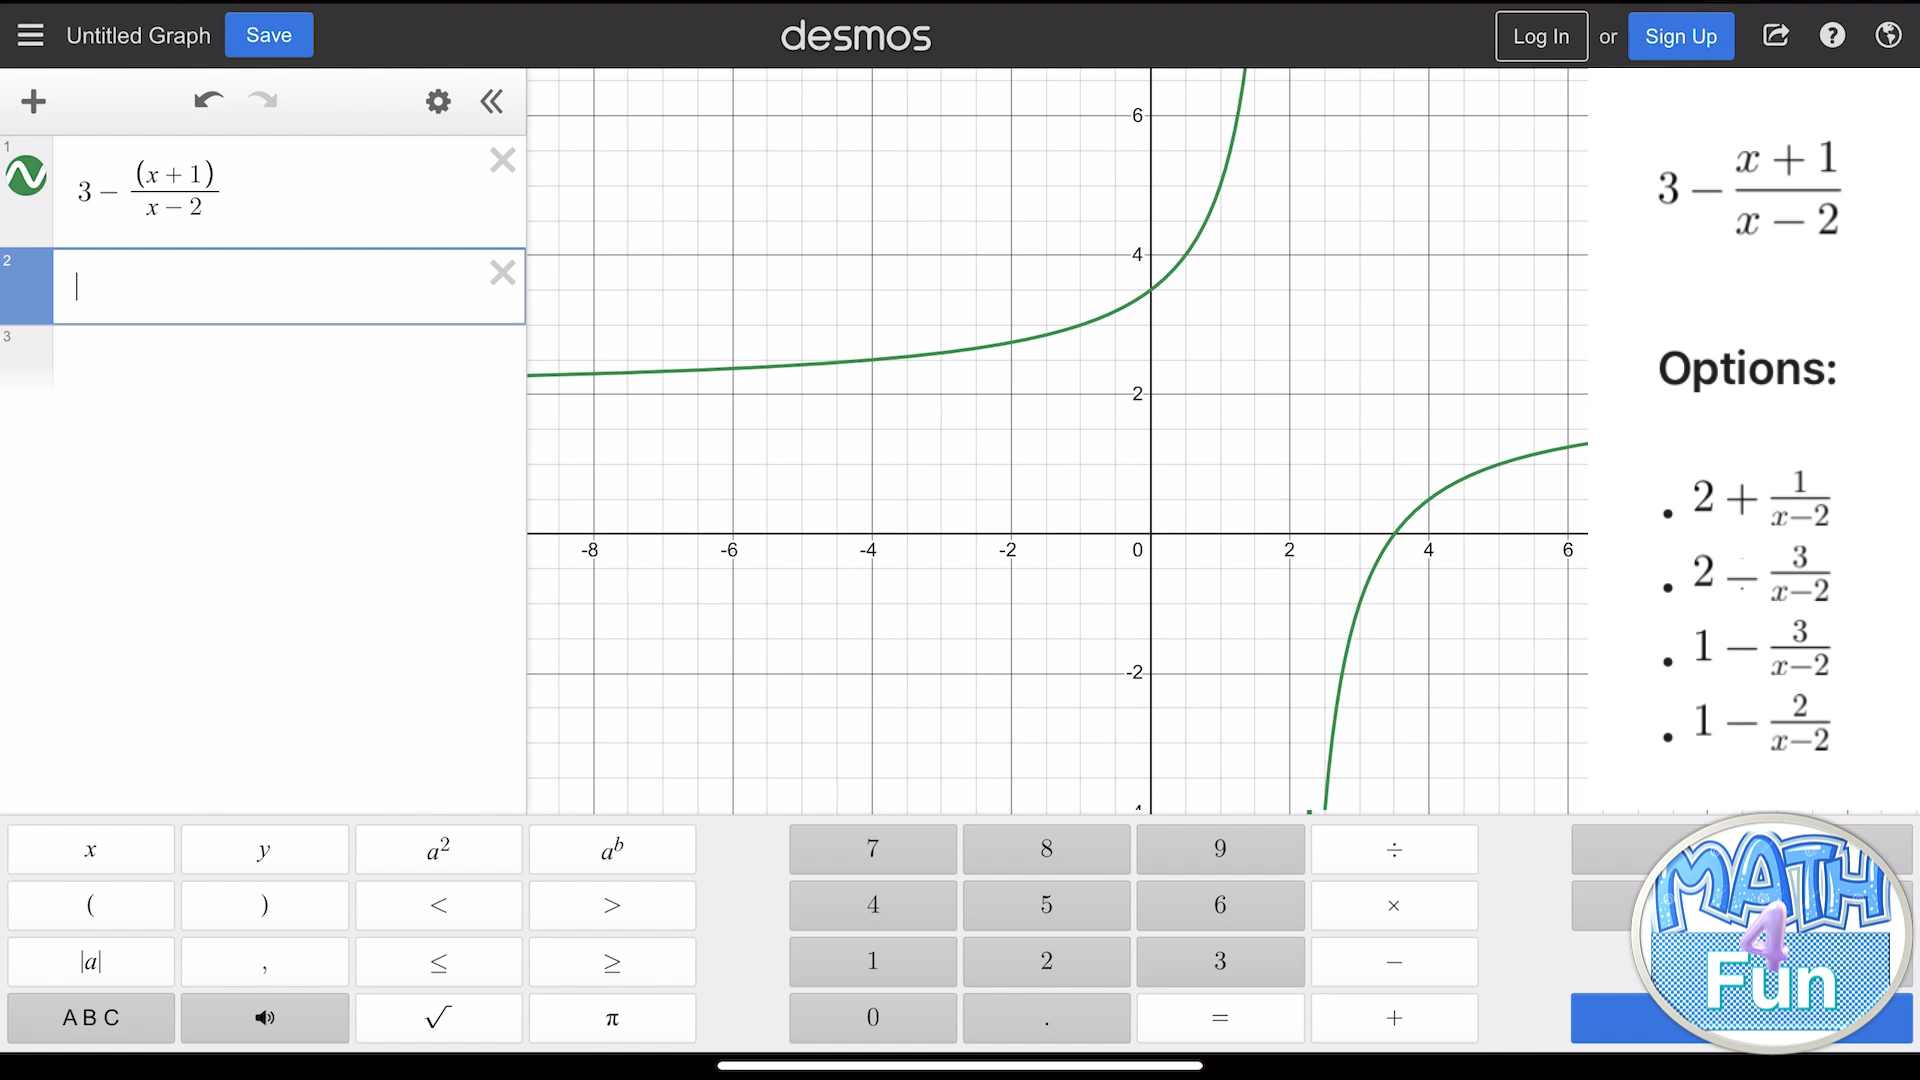 Untitled Graph Save desmos Log In or Sign Up
1
3 − (x + 1)/(x − 2)
2
3
6
4
2
-8 -6 -4 -2 0 2 4 6
-2
3 − (x + 1)/(x − 2)
Options:
• 2 + 1/(x−2)
• 2 − 3/(x−2)
• 1 − 3/(x−2)
• 1 − 2/(x−2)
x y a² aᵇ 7 8 9 ÷
( ) < > 4 5 6 ×
|a| , ≤ ≥ 1 2 3 −
A B C √ π 0 . = +
MATH
4
Fun